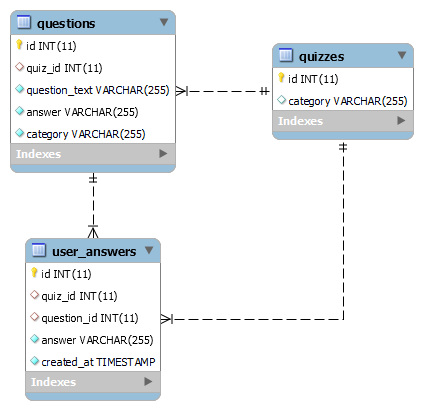 questions
id INT(11)
quiz_id INT(11)
question_text VARCHAR(255)
answer VARCHAR(255)
category VARCHAR(255)
Indexes
quizzes
id INT(11)
category VARCHAR(255)
Indexes
user_answers
id INT(11)
quiz_id INT(11)
question_id INT(11)
answer VARCHAR(255)
created_at TIMESTAMP
Indexes